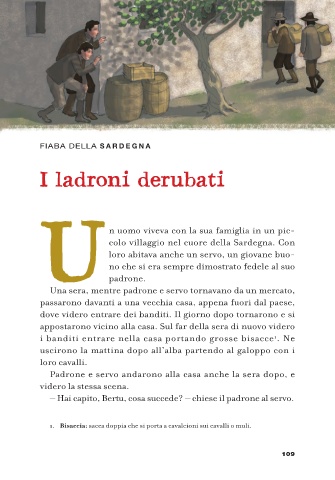 FIABA DELLA SARDEGNA
I ladroni derubati
Un uomo viveva con la sua famiglia in un pic-
colo villaggio nel cuore della Sardegna. Con
loro abitava anche un servo, un giovane buo-
no che si era sempre dimostrato fedele al suo
padrone.
Una sera, mentre padrone e servo tornavano da un mercato,
passarono davanti a una vecchia casa, appena fuori dal paese,
dove videro entrare dei banditi. Il giorno dopo tornarono e si
appostarono vicino alla casa. Sul far della sera di nuovo videro
i banditi entrare nella casa portando grosse bisacce¹. Ne
uscirono la mattina dopo all'alba partendo al galoppo con i
loro cavalli.
Padrone e servo andarono alla casa anche la sera dopo, e
videro la stessa scena.
– Hai capito, Bertu, cosa succede? – chiese il padrone al servo.
1. Bisaccia: sacca doppia che si porta a cavalcioni sui cavalli o muli.
109